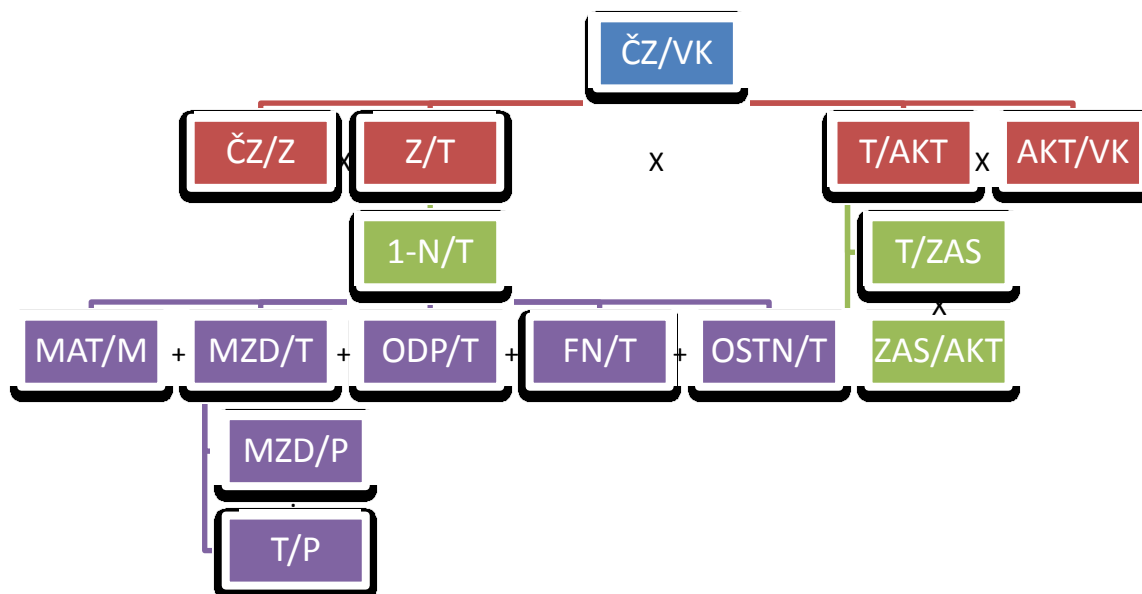 ČZ/VK
ČZ/Z X Z/T X T/AKT X AKT/VK
1-N/T T/ZAS
X
MAT/M + MZD/T + ODP/T + FN/T + OSTN/T ZAS/AKT
MZD/P
:
T/P